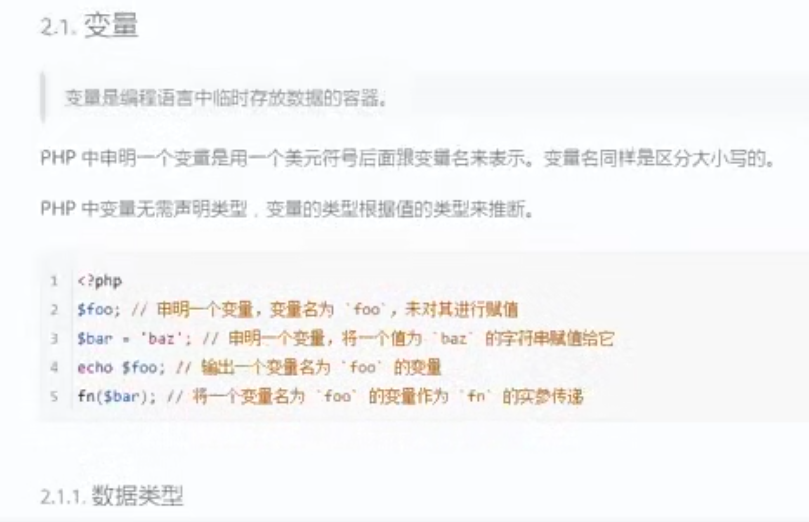 2.1. 变量
变量是编程语言中临时存放数据的容器。
PHP 中申明一个变量是用一个美元符号后面跟变量名来表示。变量名同样是区分大小写的。
PHP 中变量无需声明类型，变量的类型根据值的类型来推断。
1 <?php
2 $foo; // 申明一个变量，变量名为 `foo`，未对其进行赋值
3 $bar = 'baz'; // 申明一个变量，将一个值为 `baz` 的字符串赋值给它
4 echo $foo; // 输出一个变量名为 `foo` 的变量
5 fn($bar); // 将一个变量名为 `foo` 的变量作为 `fn` 的实参传递
2.1.1. 数据类型